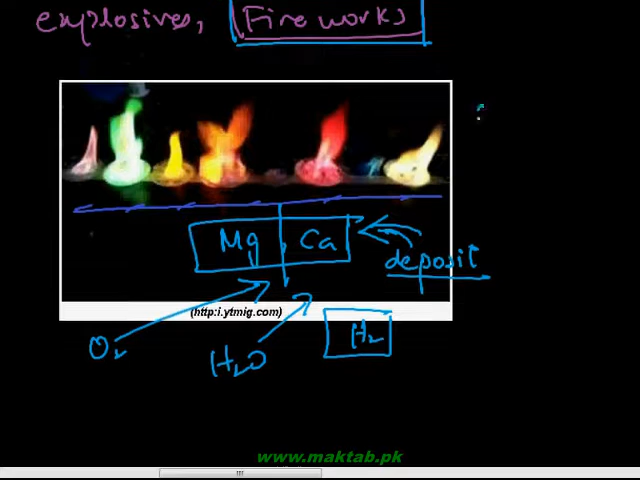 explosives, Fireworks
Mg Ca
deposit
(http:i.ytmig.com)
O₂ H₂O H₂
www.maktab.pk